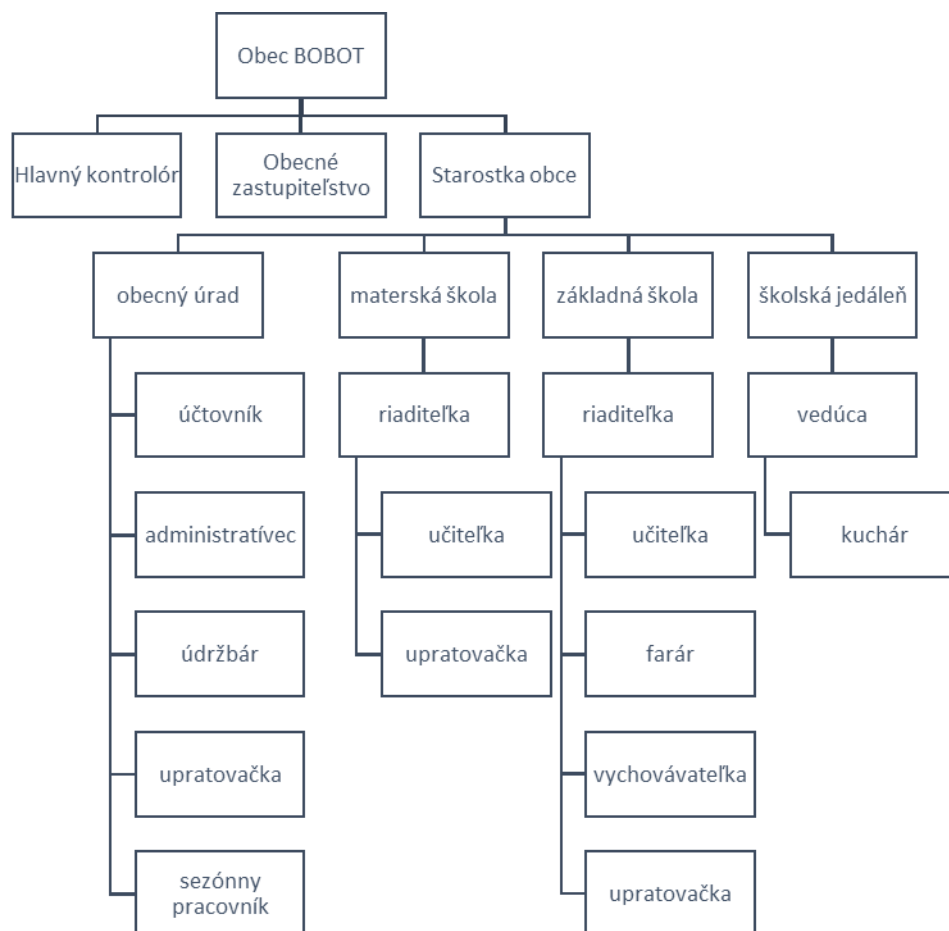 Obec BOBOT
Hlavný kontrolór
Obecné
zastupiteľstvo
Starostka obce
obecný úrad
materská škola
základná škola
školská jedáleň
účtovník
riaditeľka
riaditeľka
vedúca
administratívec
učiteľka
učiteľka
kuchár
údržbár
upratovačka
farár
upratovačka
vychovávateľka
sezónny
pracovník
upratovačka